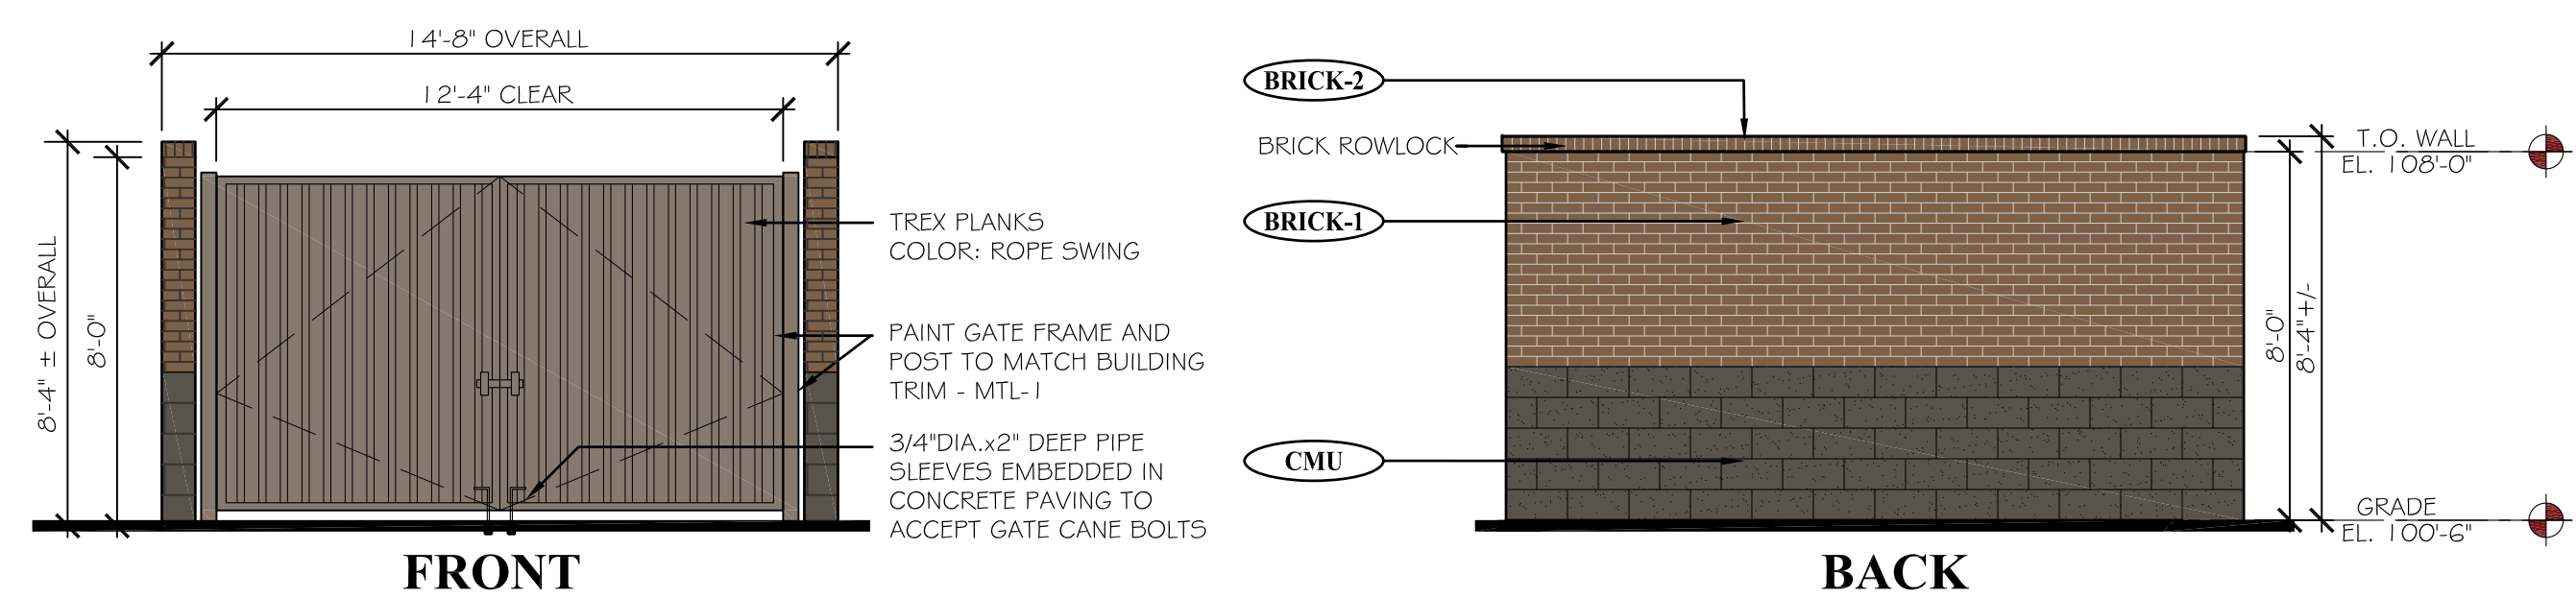 14'-8" OVERALL
12'-4" CLEAR
8'-4" ± OVERALL
8'-0"
TREX PLANKS
COLOR: ROPE SWING
PAINT GATE FRAME AND
POST TO MATCH BUILDING
TRIM - MTL-1
3/4"DIA.x2" DEEP PIPE
SLEEVES EMBEDDED IN
CONCRETE PAVING TO
ACCEPT GATE CANE BOLTS
FRONT
BRICK-2
BRICK ROWLOCK
BRICK-1
CMU
8'-0"
8'-4"+/-
T.O. WALL
EL. 108'-0"
GRADE
EL. 100'-6"
BACK